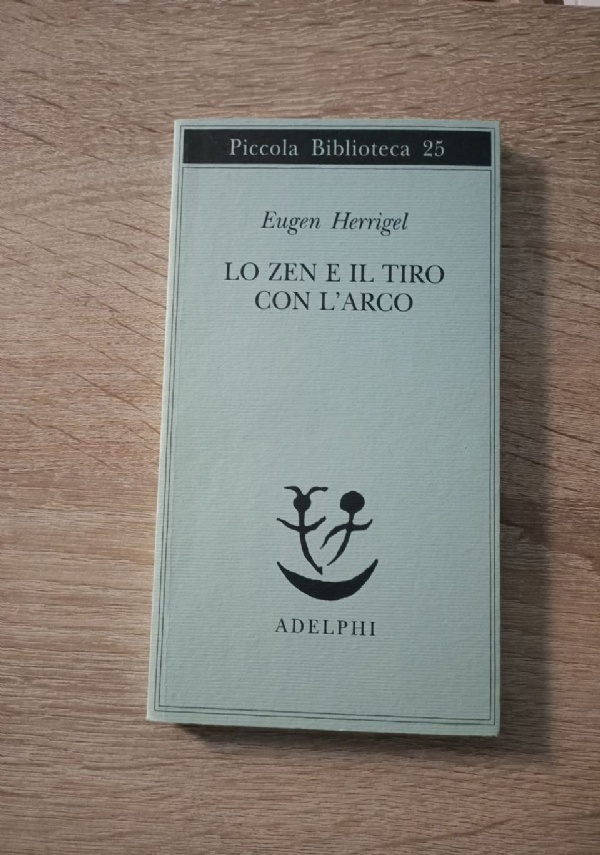 Piccola Biblioteca 25
Eugen Herrigel
LO ZEN E IL TIRO
CON L'ARCO
ADELPHI